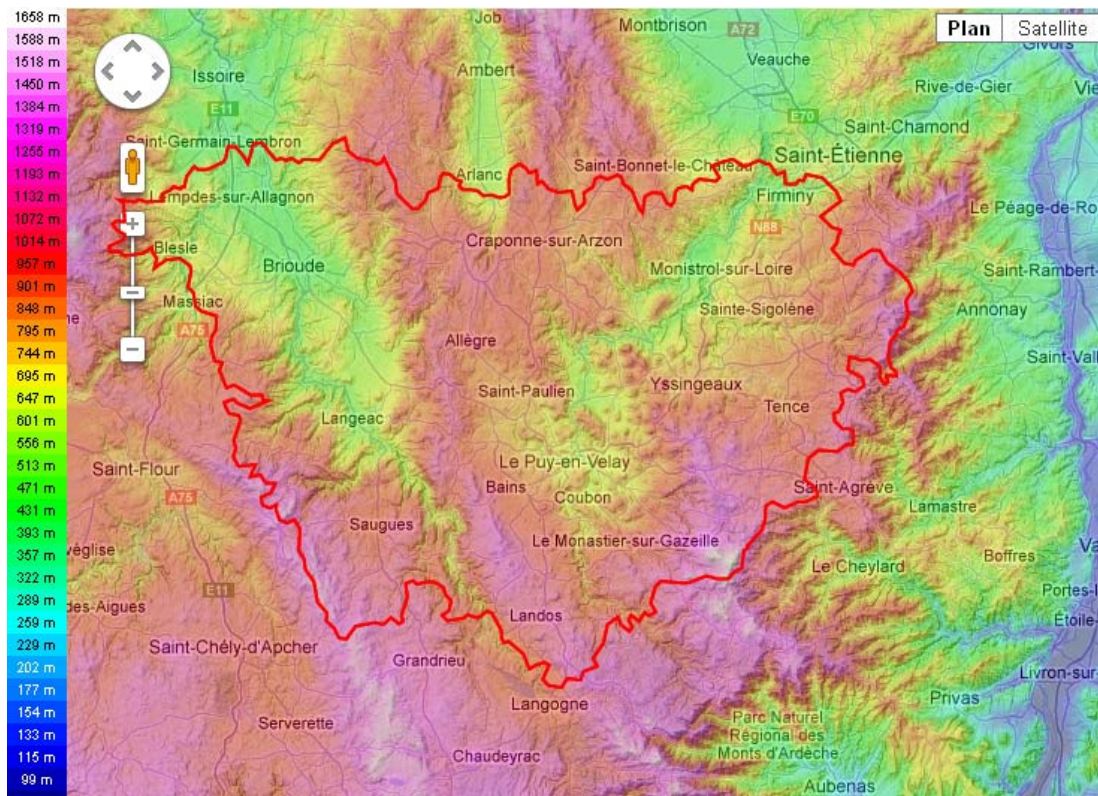 1658 m
1588 m
1518 m
1450 m
1384 m
1319 m
1255 m
1193 m
1132 m
1072 m
1014 m
957 m
901 m
848 m
795 m
744 m
695 m
647 m
601 m
556 m
513 m
471 m
431 m
393 m
357 m
322 m
289 m
259 m
229 m
202 m
177 m
154 m
133 m
115 m
99 m
Plan Satellite
Job
Montbrison
A72
Givors
Ambert
Veauche
Issoire
Rive-de-Gier
Vie
E11
E70
Saint-Chamond
Saint-Germain-Lembron
Saint-Étienne
Saint-Bonnet-le-Château
Arlanc
Firminy
Lempdes-sur-Allagnon
Le Péage-de-Ro
N88
Craponne-sur-Arzon
Blesle
Brioude
Monistrol-sur-Loire
Saint-Rambert-
Massiac
Sainte-Sigolène
Annonay
ne
A75
Allègre
Saint-Vall
Saint-Paulien
Yssingeaux
Tence
Langeac
Saint-Flour
Le Puy-en-Velay
Bains
Saint-Agrève
A75
Coubon
Lamastre
Saugues
Le Monastier-sur-Gazeille
Va
véglise
Boffres
Le Cheylard
E11
Portes-l
des-Aigues
Landos
Étoile-
Saint-Chély-d'Apcher
Grandrieu
Livron-sur-
Langogne
Privas
Serverette
Parc Naturel
Régional des
Monts d'Ardèche
Chaudeyrac
Aubenas